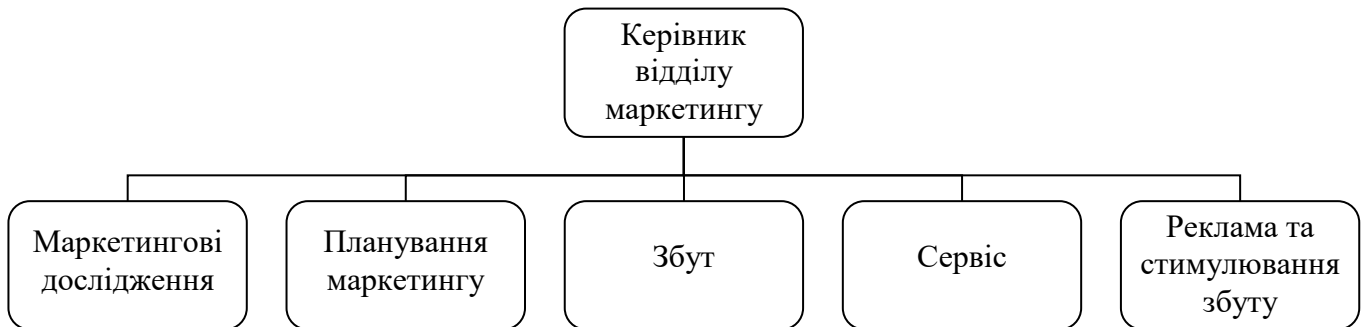 Керівник
відділу
маркетингу
Маркетингові
дослідження
Планування
маркетингу
Збут
Сервіс
Реклама та
стимулювання
збуту